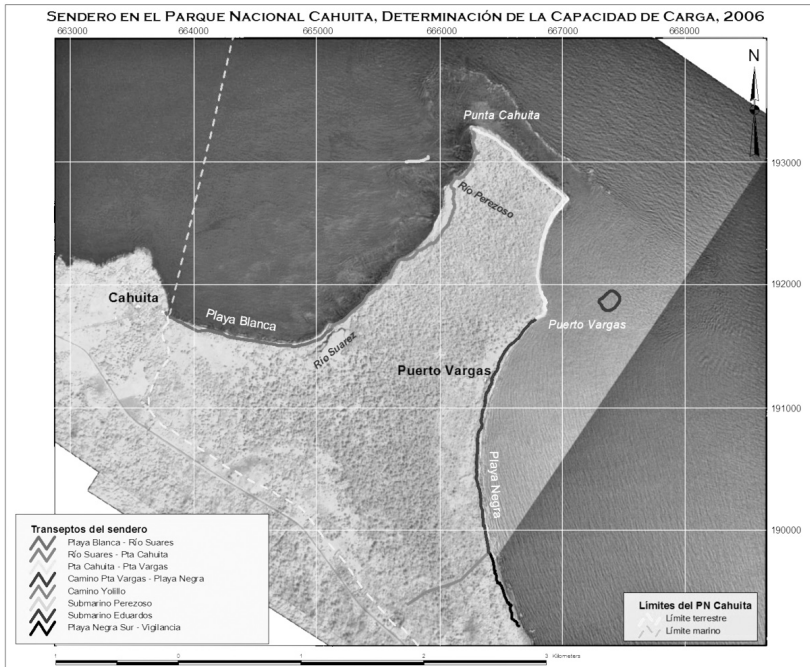 SENDERO EN EL PARQUE NACIONAL CAHUITA, DETERMINACIÓN DE LA CAPACIDAD DE CARGA, 2006
663000 664000 665000 666000 667000 668000
N
Punta Cahuita
193000
Río Perezoso
192000
Cahuita
Playa Blanca
Río Suarez
Puerto Vargas
Puerto Vargas
191000
Playa Negra
190000
Transeptos del sendero
Playa Blanca - Río Suares
Río Suares - Pta Cahuita
Pta Cahuita - Pta Vargas
Camino Pta Vargas - Playa Negra
Camino Yolillo
Submarino Perezoso
Submarino Eduardos
Playa Negra Sur - Vigilancia
Límites del PN Cahuita
Límite terrestre
Límite marino
1 0 1 2 3 Kilometers